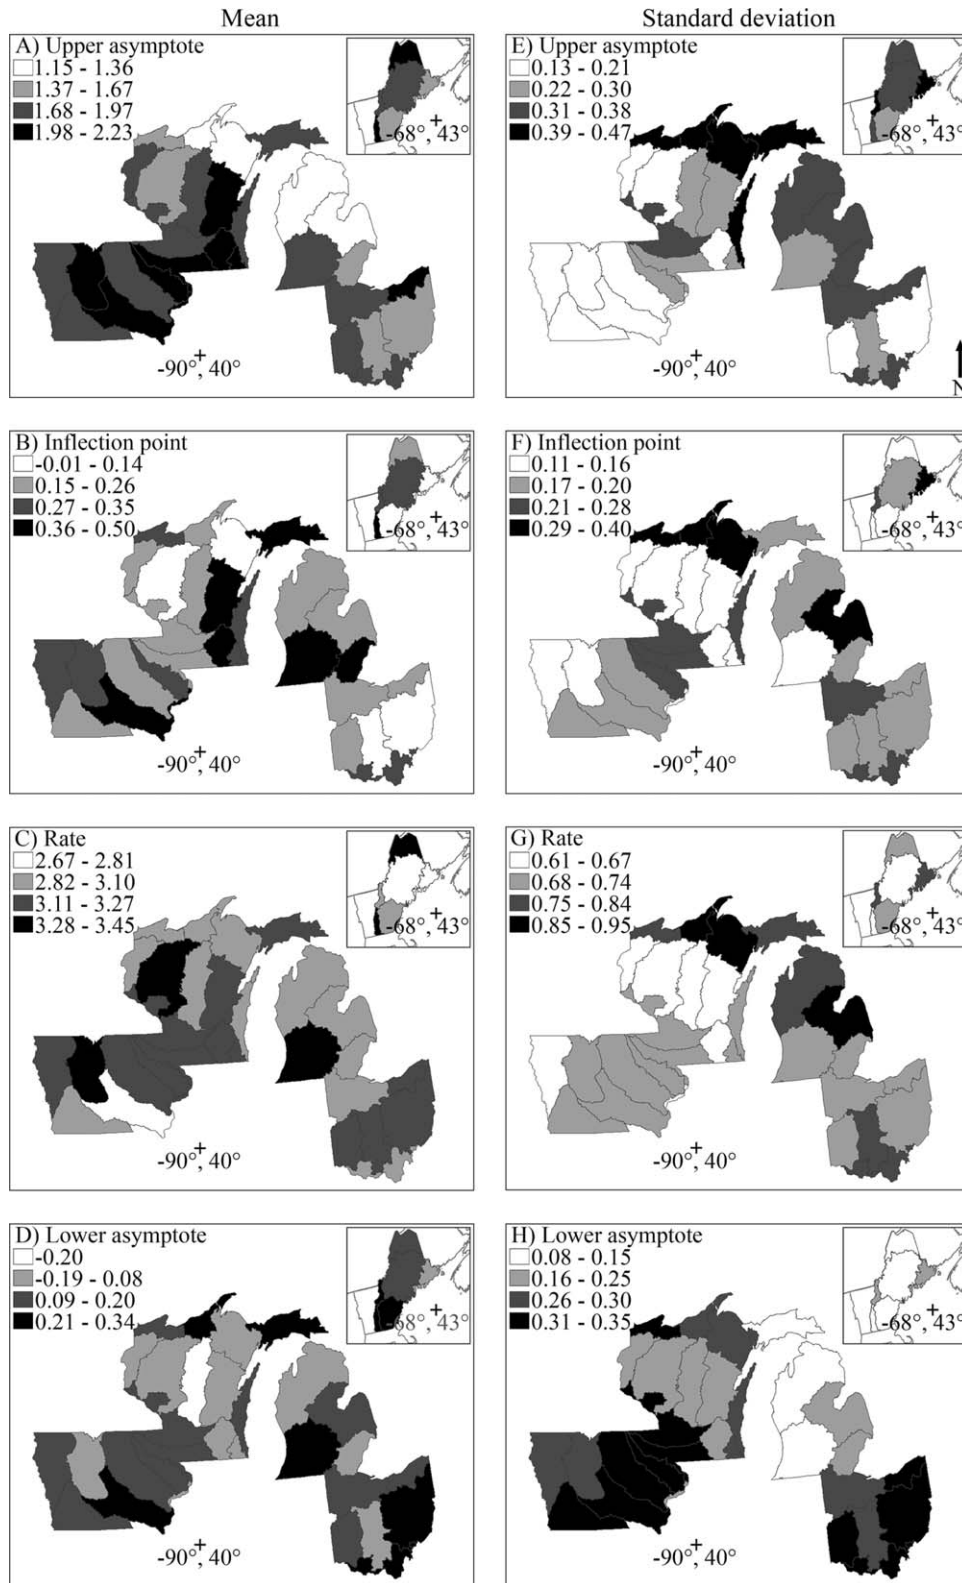 Mean
Standard deviation
A) Upper asymptote
1.15 - 1.36
1.37 - 1.67
1.68 - 1.97
1.98 - 2.23
-68°, 43°
+
-90°, 40°
+
E) Upper asymptote
0.13 - 0.21
0.22 - 0.30
0.31 - 0.38
0.39 - 0.47
-68°, 43°
+
-90°, 40°
+
N
B) Inflection point
-0.01 - 0.14
0.15 - 0.26
0.27 - 0.35
0.36 - 0.50
-68°, 43°
+
-90°, 40°
+
F) Inflection point
0.11 - 0.16
0.17 - 0.20
0.21 - 0.28
0.29 - 0.40
-68°, 43°
+
-90°, 40°
+
C) Rate
2.67 - 2.81
2.82 - 3.10
3.11 - 3.27
3.28 - 3.45
-68°, 43°
+
-90°, 40°
+
G) Rate
0.61 - 0.67
0.68 - 0.74
0.75 - 0.84
0.85 - 0.95
-68°, 43°
+
-90°, 40°
+
D) Lower asymptote
-0.20
-0.19 - 0.08
0.09 - 0.20
0.21 - 0.34
-68°, 43°
+
-90°, 40°
+
H) Lower asymptote
0.08 - 0.15
0.16 - 0.25
0.26 - 0.30
0.31 - 0.35
-68°, 43°
+
-90°, 40°
+